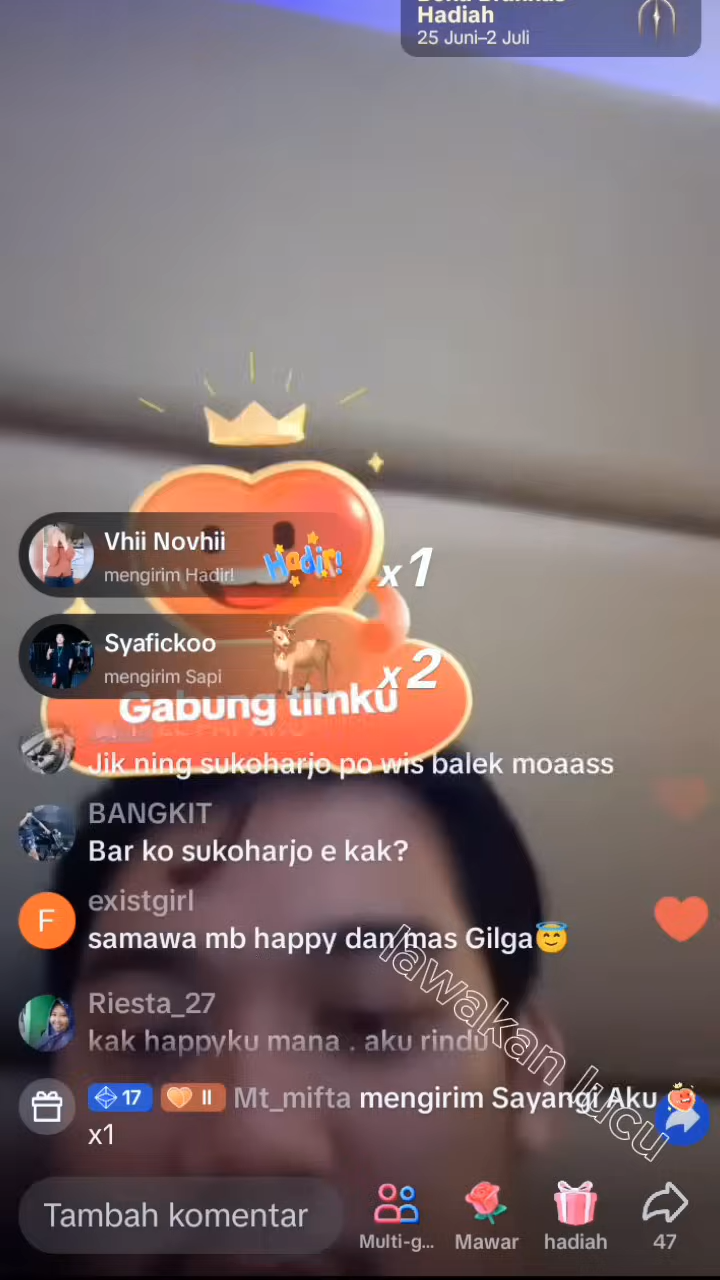 Hadiah
25 Juni–2 Juli
Vhii Novhii
mengirim Hadir!
Hadir!
x1
Syafickoo
mengirim Sapi
x2
Gabung timku
Jik ning sukoharjo po wis balek moaass
BANGKIT
Bar ko sukoharjo e kak?
F
existgirl
samawa mb happy dan mas Gilga😇
Riesta_27
kak happyku mana . aku rindu
17 II Mt_mifta mengirim Sayangi Aku
x1
lawakan lucu
Tambah komentar
Multi-g...
Mawar
hadiah
47